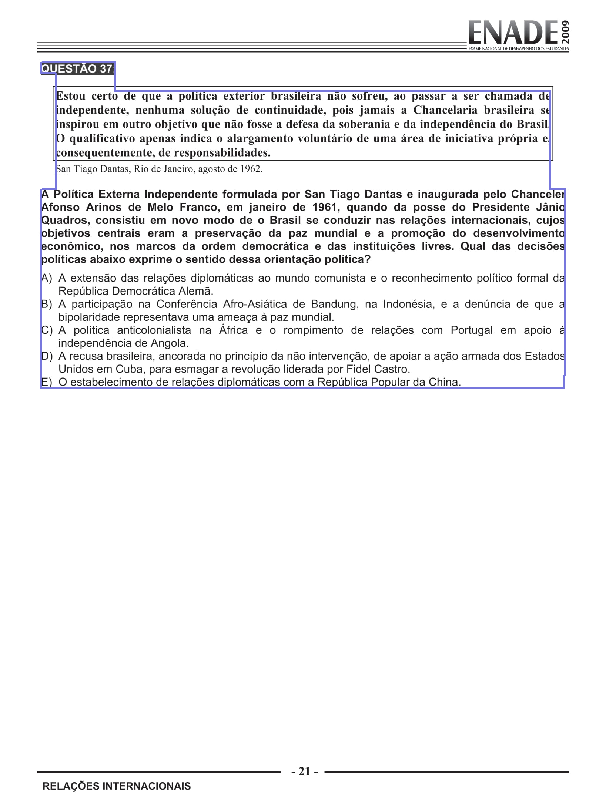 ENADE 2009
EXAME NACIONAL DE DESEMPENHO DOS ESTUDANTES
QUESTÃO 37
Estou certo de que a política exterior brasileira não sofreu, ao passar a ser chamada de
independente, nenhuma solução de continuidade, pois jamais a Chancelaria brasileira se
inspirou em outro objetivo que não fosse a defesa da soberania e da independência do Brasil.
O qualificativo apenas indica o alargamento voluntário de uma área de iniciativa própria e,
consequentemente, de responsabilidades.
San Tiago Dantas, Rio de Janeiro, agosto de 1962.
A Política Externa Independente formulada por San Tiago Dantas e inaugurada pelo Chanceler
Afonso Arinos de Melo Franco, em janeiro de 1961, quando da posse do Presidente Jânio
Quadros, consistiu em novo modo de o Brasil se conduzir nas relações internacionais, cujos
objetivos centrais eram a preservação da paz mundial e a promoção do desenvolvimento
econômico, nos marcos da ordem democrática e das instituições livres. Qual das decisões
políticas abaixo exprime o sentido dessa orientação política?
A) A extensão das relações diplomáticas ao mundo comunista e o reconhecimento político formal da
República Democrática Alemã.
B) A participação na Conferência Afro-Asiática de Bandung, na Indonésia, e a denúncia de que a
bipolaridade representava uma ameaça à paz mundial.
C) A política anticolonialista na África e o rompimento de relações com Portugal em apoio à
independência de Angola.
D) A recusa brasileira, ancorada no princípio da não intervenção, de apoiar a ação armada dos Estados
Unidos em Cuba, para esmagar a revolução liderada por Fidel Castro.
E) O estabelecimento de relações diplomáticas com a República Popular da China.
- 21 -
RELAÇÕES INTERNACIONAIS